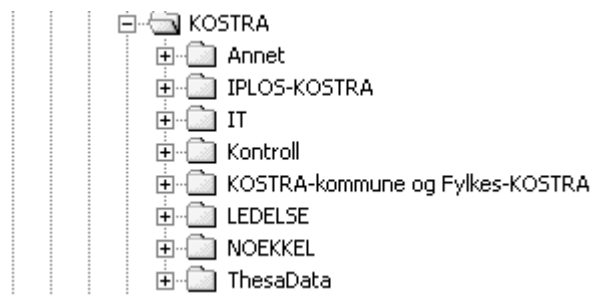 KOSTRA
Annet
IPLOS-KOSTRA
IT
Kontroll
KOSTRA-kommune og Fylkes-KOSTRA
LEDELSE
NOEKKEL
ThesaData